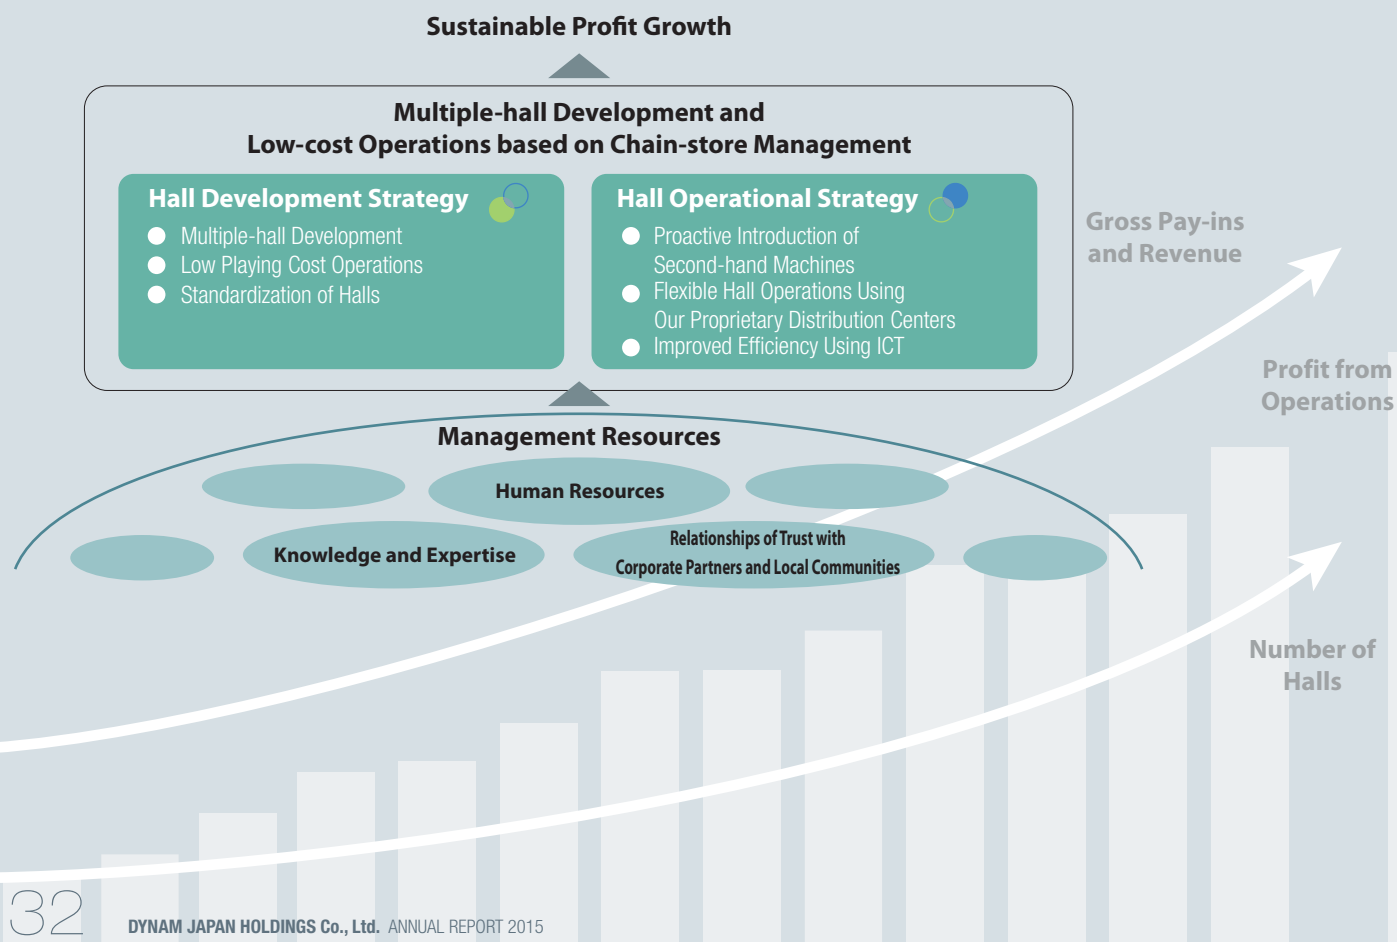 Sustainable Profit Growth
Multiple-hall Development and
Low-cost Operations based on Chain-store Management
Hall Development Strategy
Multiple-hall Development
Low Playing Cost Operations
Standardization of Halls
Hall Operational Strategy
Proactive Introduction of
Second-hand Machines
Flexible Hall Operations Using
Our Proprietary Distribution Centers
Improved Efficiency Using ICT
Gross Pay-ins
and Revenue
Profit from
Operations
Management Resources
Human Resources
Knowledge and Expertise
Relationships of Trust with
Corporate Partners and Local Communities
Number of
Halls
32
DYNAM JAPAN HOLDINGS Co., Ltd. ANNUAL REPORT 2015